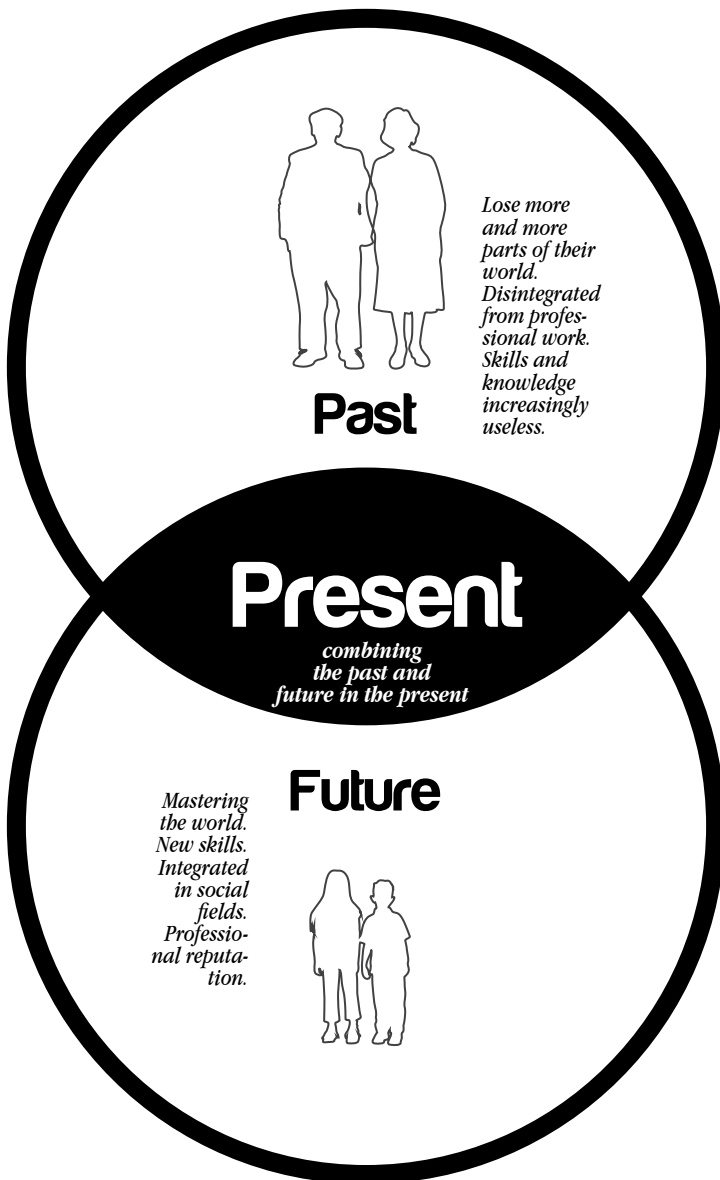 Lose more
and more
parts of their
world.
Disintegrated
from profes-
sional work.
Skills and
knowledge
increasingly
useless.
Past
Present
combining
the past and
future in the present
Future
Mastering
the world.
New skills.
Integrated
in social
fields.
Professio-
nal reputa-
tion.